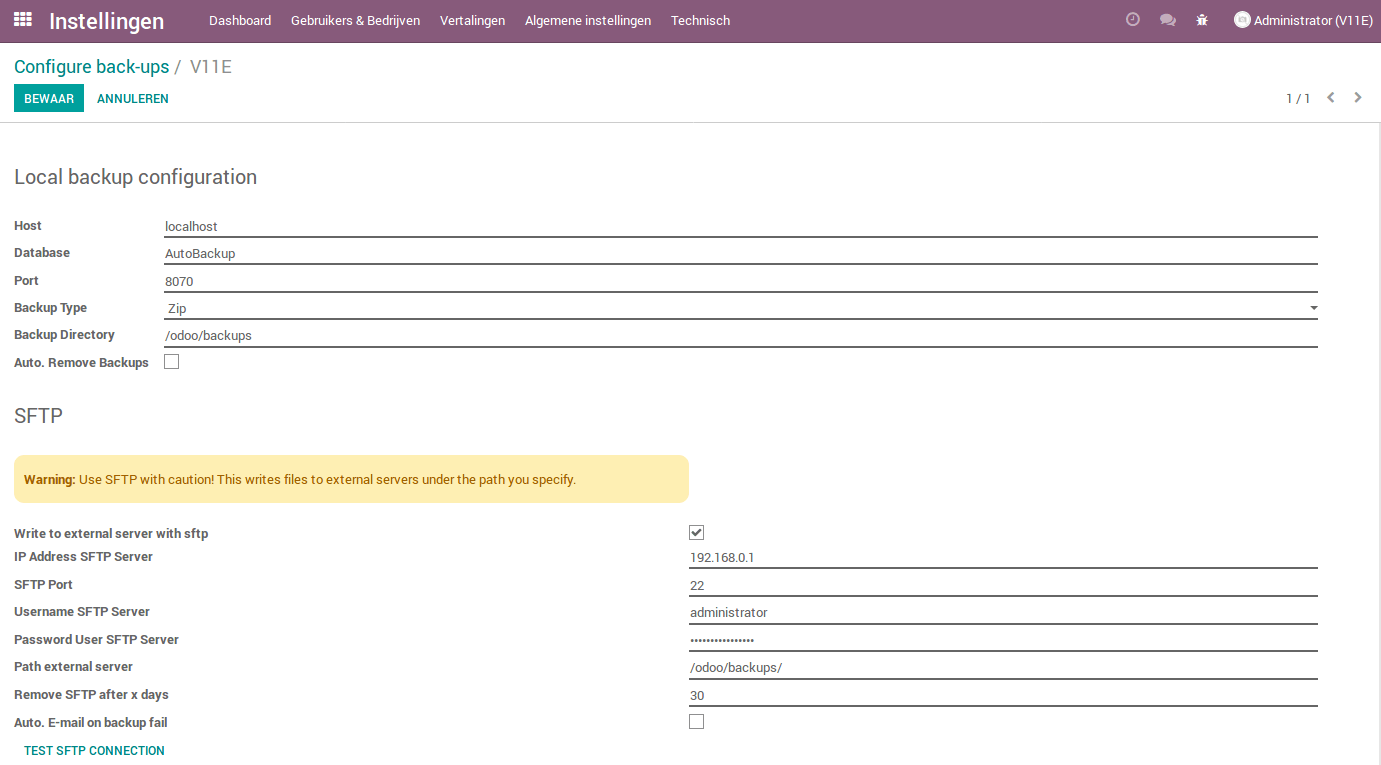 Instellingen Dashboard Gebruikers & Bedrijven Vertalingen Algemene instellingen Technisch Administrator (V11E)
Configure back-ups / V11E
BEWAAR ANNULEREN 1 / 1
Local backup configuration
Host localhost
Database AutoBackup
Port 8070
Backup Type Zip
Backup Directory /odoo/backups
Auto. Remove Backups
SFTP
Warning: Use SFTP with caution! This writes files to external servers under the path you specify.
Write to external server with sftp
IP Address SFTP Server 192.168.0.1
SFTP Port 22
Username SFTP Server administrator
Password User SFTP Server ••••••••••••••••
Path external server /odoo/backups/
Remove SFTP after x days 30
Auto. E-mail on backup fail
TEST SFTP CONNECTION